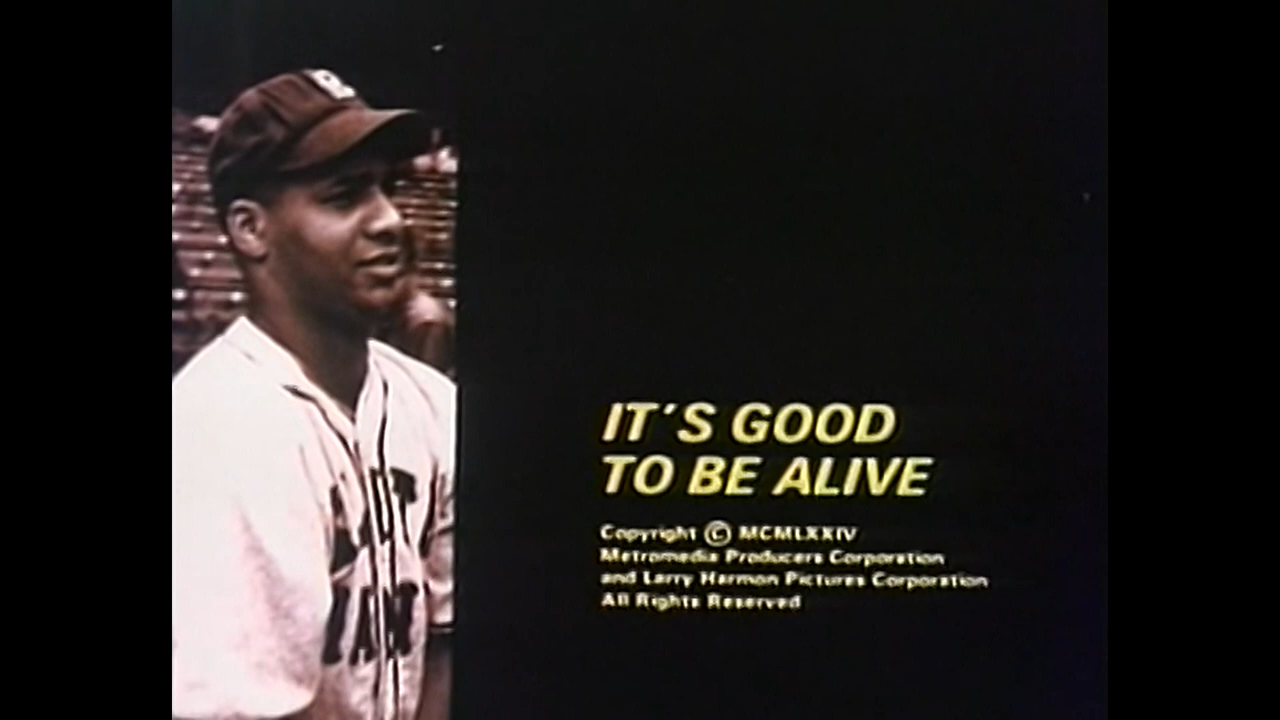 IT'S GOOD
TO BE ALIVE
Copyright © MCMLXXIV
Metromedia Producers Corporation
and Larry Harmon Pictures Corporation
All Rights Reserved